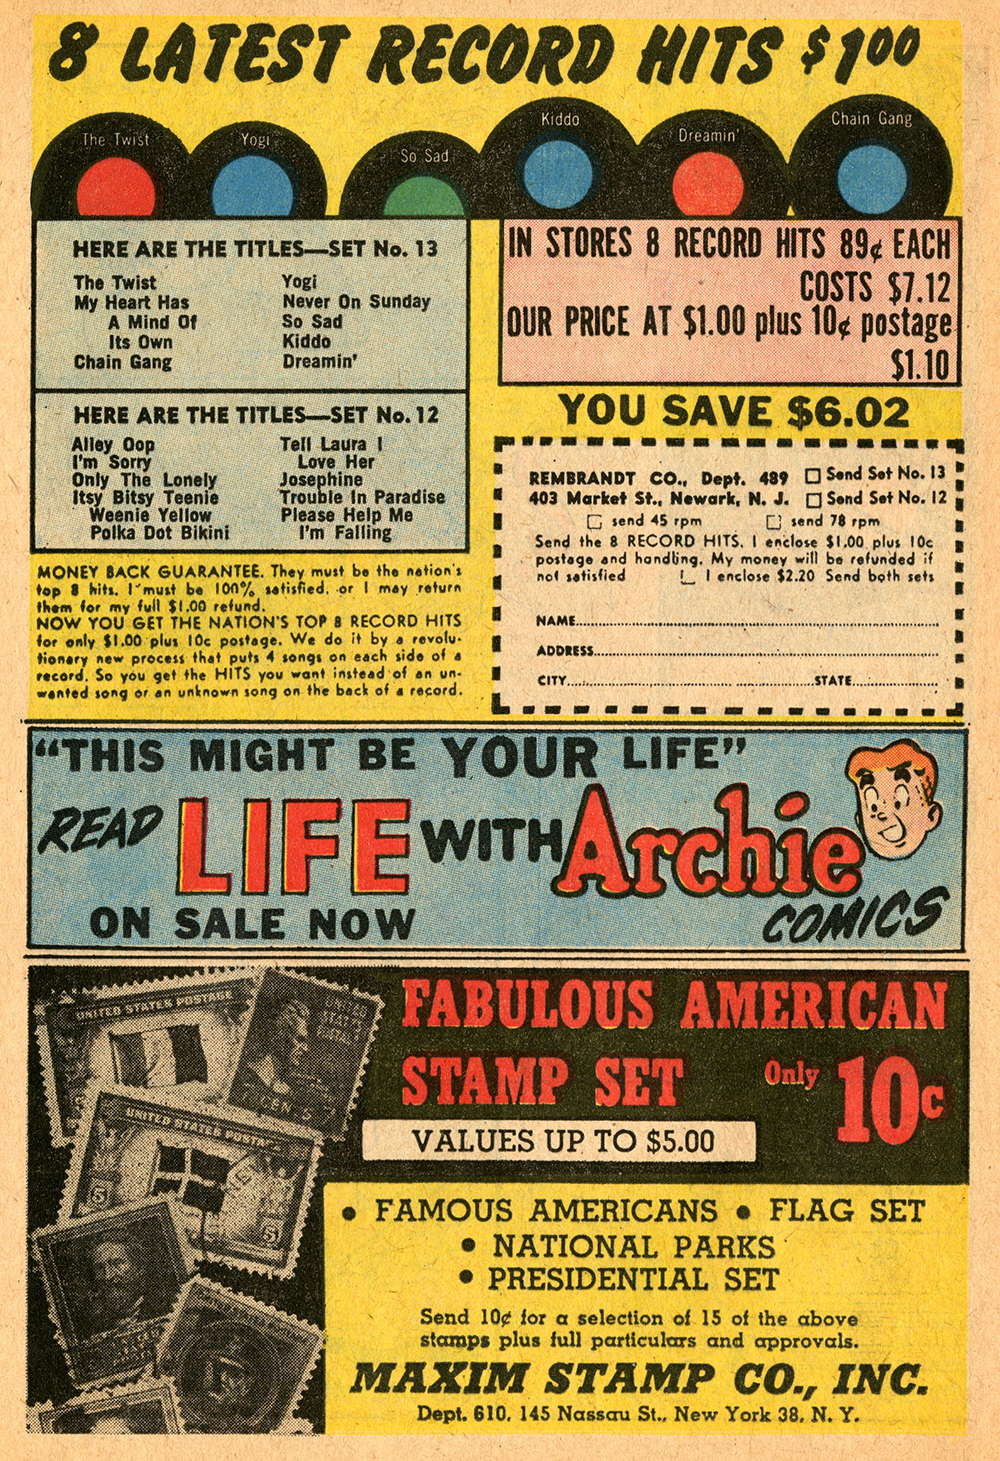 8 LATEST RECORD HITS $1.00
The Twist
Yogi
So Sad
Kiddo
Dreamin'
Chain Gang
HERE ARE THE TITLES—SET No. 13
The Twist
My Heart Has
A Mind Of
Its Own
Chain Gang
Yogi
Never On Sunday
So Sad
Kiddo
Dreamin'
HERE ARE THE TITLES—SET No. 12
Alley Oop
I'm Sorry
Only The Lonely
Itsy Bitsy Teenie
Weenie Yellow
Polka Dot Bikini
Tell Laura I
Love Her
Josephine
Trouble In Paradise
Please Help Me
I'm Falling
MONEY BACK GUARANTEE. They must be the nation's
top 8 hits. I must be 100% satisfied. or I may return
them for my full $1.00 refund.
NOW YOU GET THE NATION'S TOP 8 RECORD HITS
for only $1.00 plus 10c postage. We do it by a revolu-
tionary new process that puts 4 songs on each side of a
record. So you get the HITS you want instead of an un-
wanted song or an unknown song on the back of a record.
IN STORES 8 RECORD HITS 89¢ EACH
COSTS $7.12
OUR PRICE AT $1.00 plus 10¢ postage
$1.10
YOU SAVE $6.02
REMBRANDT CO., Dept. 489 □ Send Set No. 13
403 Market St., Newark, N. J. □ Send Set No. 12
□ send 45 rpm □ send 78 rpm
Send the 8 RECORD HITS. I enclose $1.00 plus 10c
postage and handling. My money will be refunded if
not satisfied □ I enclose $2.20 Send both sets
NAME
ADDRESS
CITY STATE
"THIS MIGHT BE YOUR LIFE"
READ LIFE WITH Archie
ON SALE NOW COMICS
UNITED STATES POSTAGE
UNITED STATES POSTAGE
5
5
FABULOUS AMERICAN
STAMP SET Only 10c
VALUES UP TO $5.00
• FAMOUS AMERICANS • FLAG SET
• NATIONAL PARKS
• PRESIDENTIAL SET
Send 10¢ for a selection of 15 of the above
stamps plus full particulars and approvals.
MAXIM STAMP CO., INC.
Dept. 610, 145 Nassau St., New York 38, N. Y.